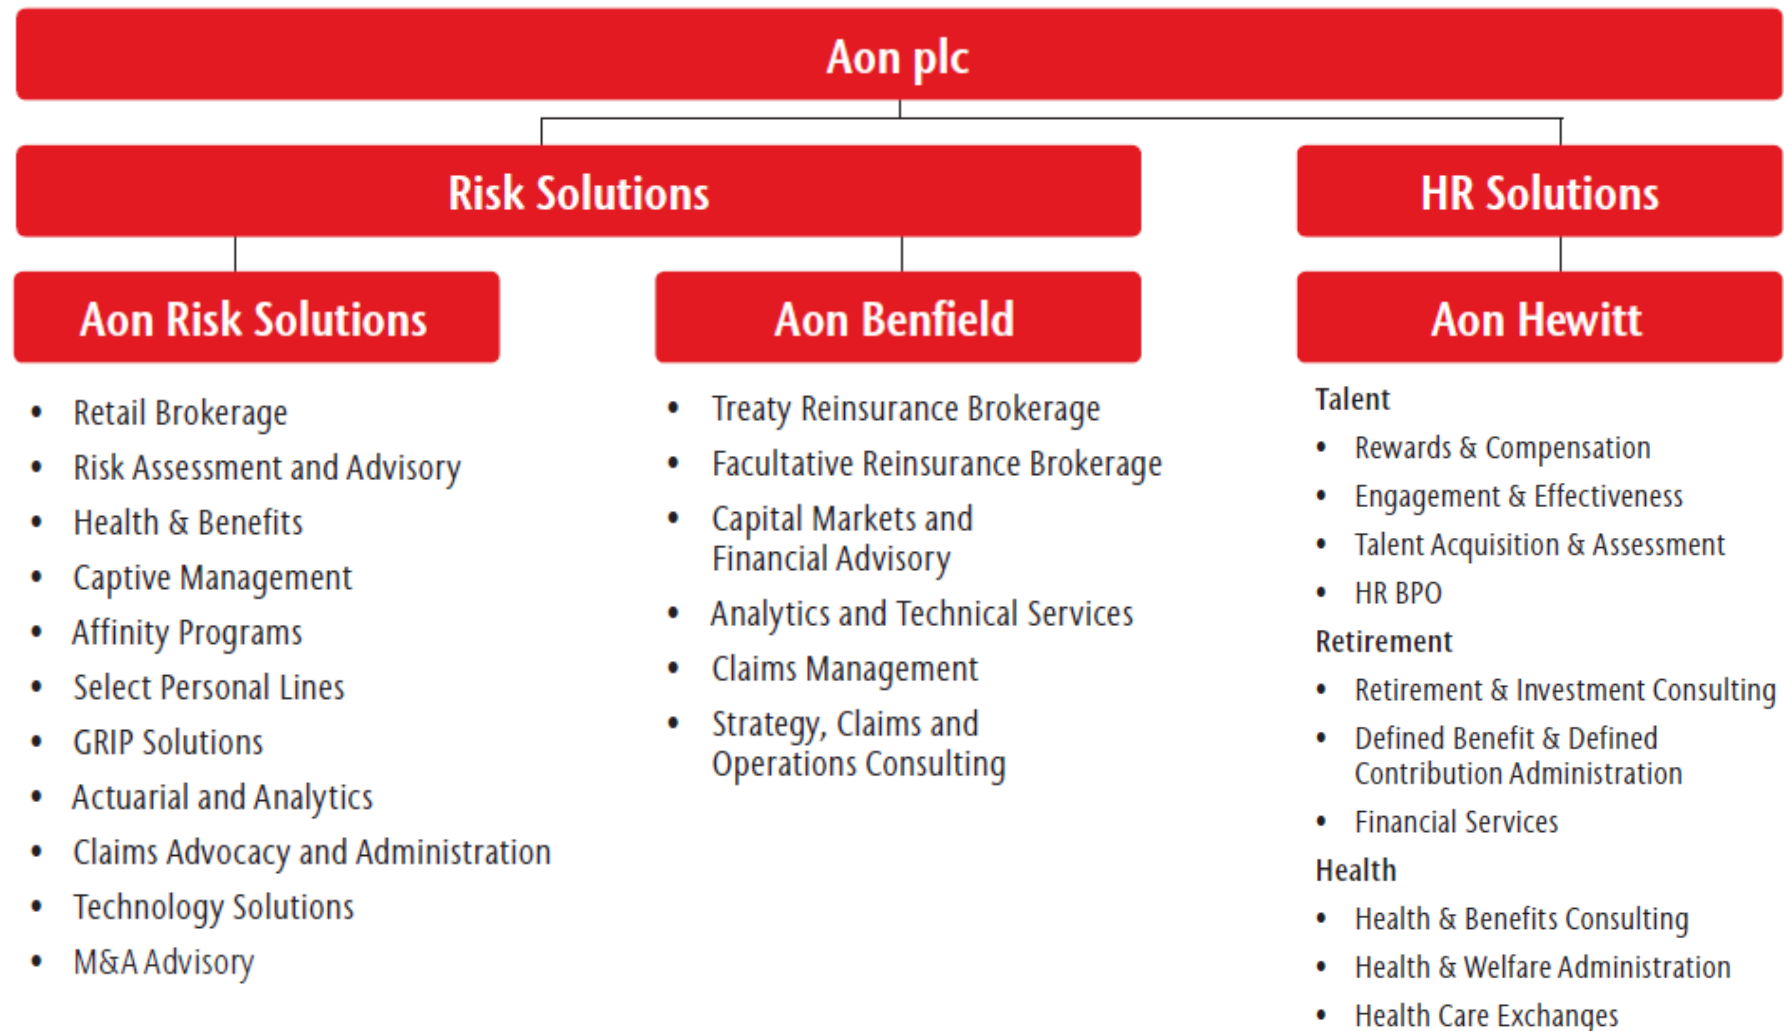 Aon plc
Risk Solutions
HR Solutions
Aon Risk Solutions
Aon Benfield
Aon Hewitt
• Retail Brokerage
• Risk Assessment and Advisory
• Health & Benefits
• Captive Management
• Affinity Programs
• Select Personal Lines
• GRIP Solutions
• Actuarial and Analytics
• Claims Advocacy and Administration
• Technology Solutions
• M&A Advisory
• Treaty Reinsurance Brokerage
• Facultative Reinsurance Brokerage
• Capital Markets and
Financial Advisory
• Analytics and Technical Services
• Claims Management
• Strategy, Claims and
Operations Consulting
Talent
• Rewards & Compensation
• Engagement & Effectiveness
• Talent Acquisition & Assessment
• HR BPO
Retirement
• Retirement & Investment Consulting
• Defined Benefit & Defined
Contribution Administration
• Financial Services
Health
• Health & Benefits Consulting
• Health & Welfare Administration
• Health Care Exchanges